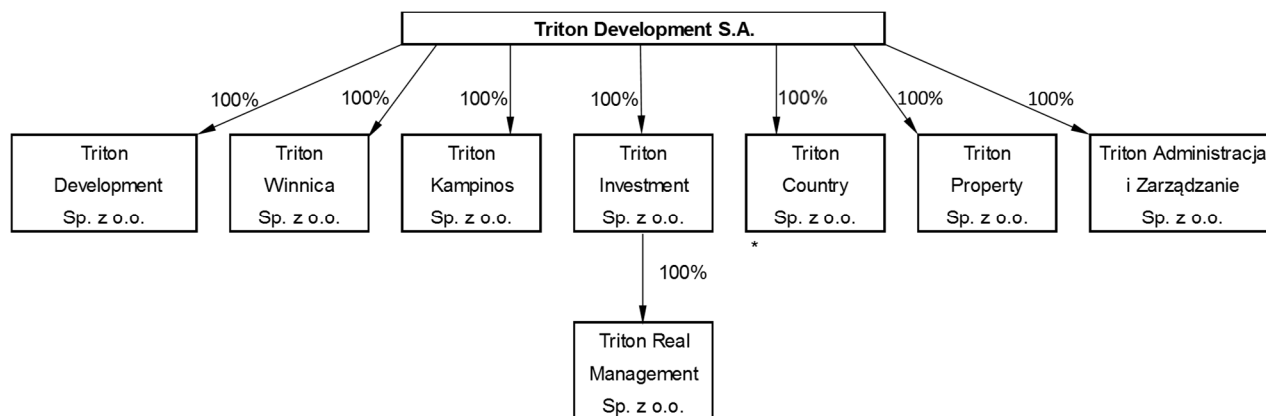 Triton Development S.A.
100%
100%
100%
100%
100%
100%
100%
Triton
Development
Sp. z o.o.
Triton
Winnica
Sp. z o.o.
Triton
Kampinos
Sp. z o.o.
Triton
Investment
Sp. z o.o.
Triton
Country
Sp. z o.o.
*
Triton
Property
Sp. z o.o.
Triton Administracja
i Zarządzanie
Sp. z o.o.
100%
Triton Real
Management
Sp. z o.o.